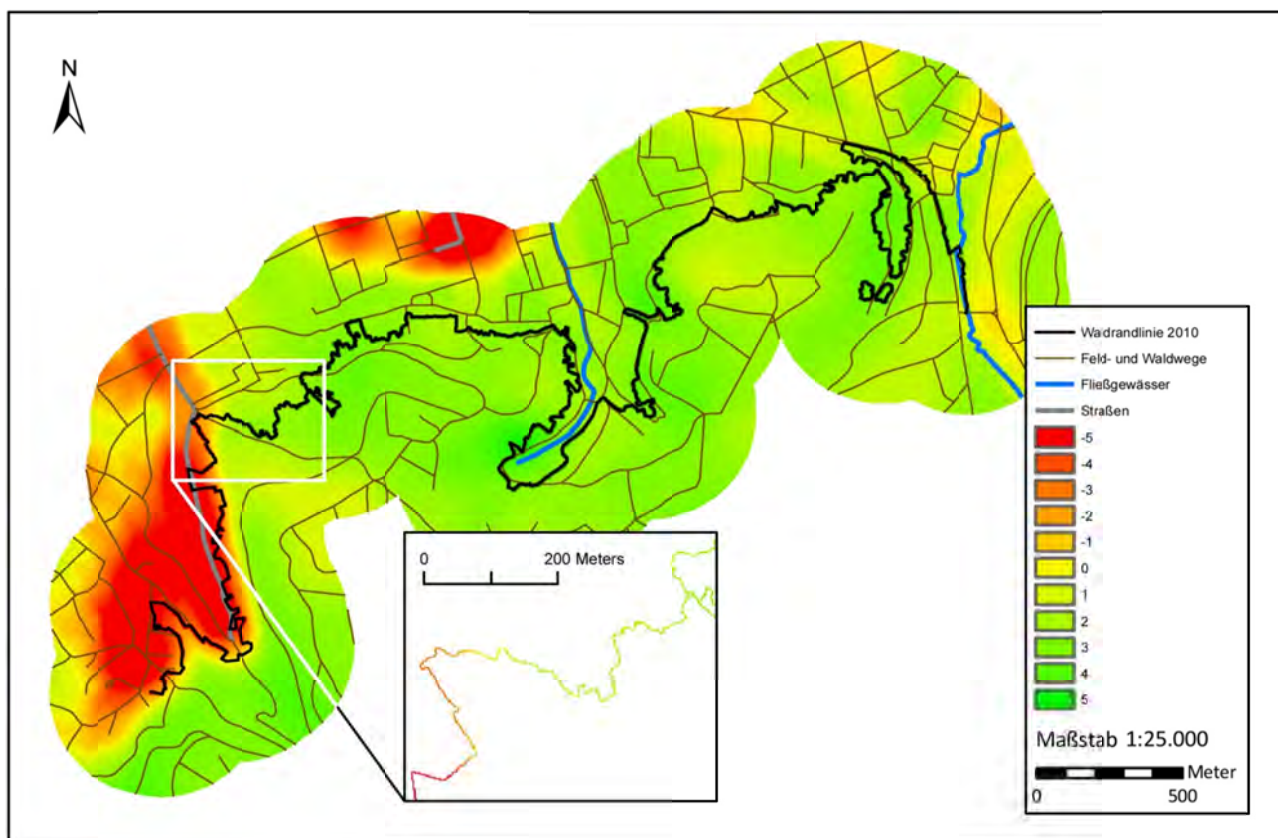 N
Waldrandlinie 2010
Feld- und Waldwege
Fließgewässer
Straßen
-5
-4
-3
-2
-1
0
1
2
3
4
5
Maßstab 1:25.000
Meter
0 500
0 200 Meters